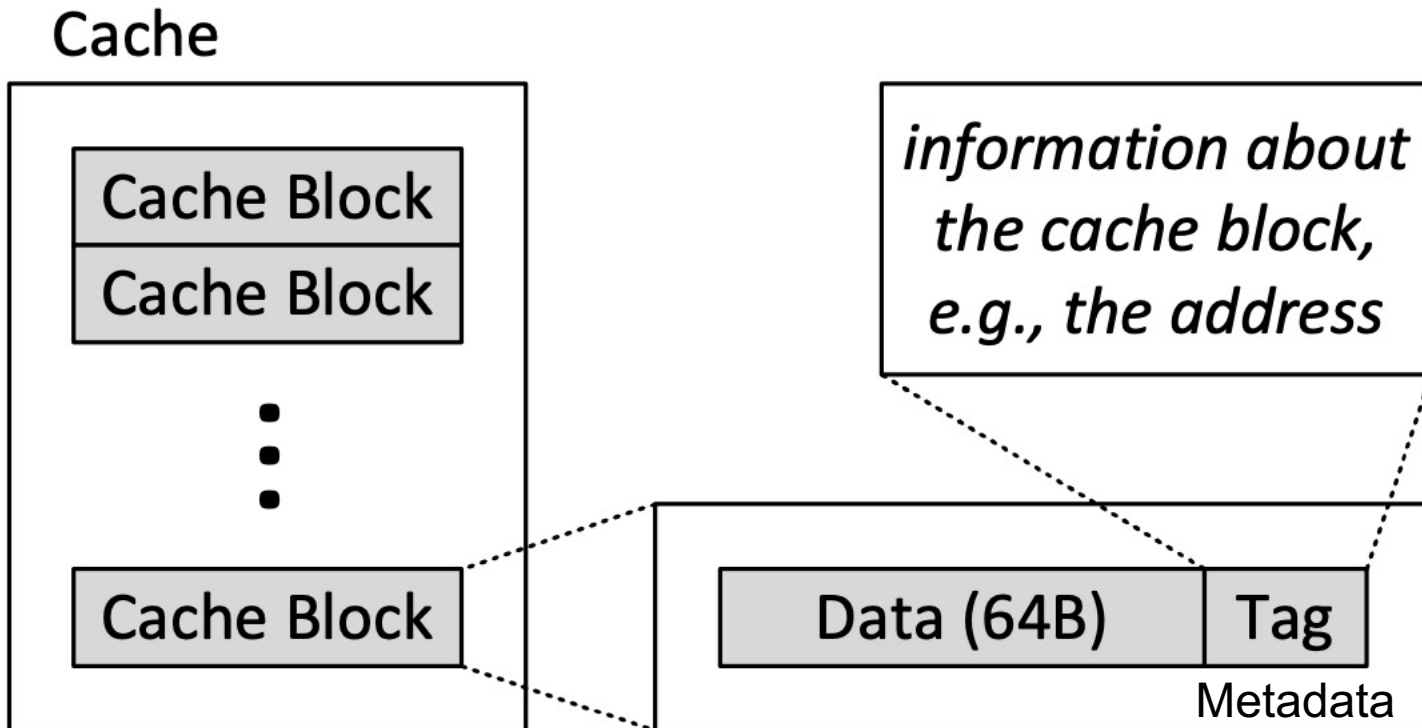 Cache
Cache Block
Cache Block
Cache Block
information about
the cache block,
e.g., the address
Data (64B)
Tag
Metadata